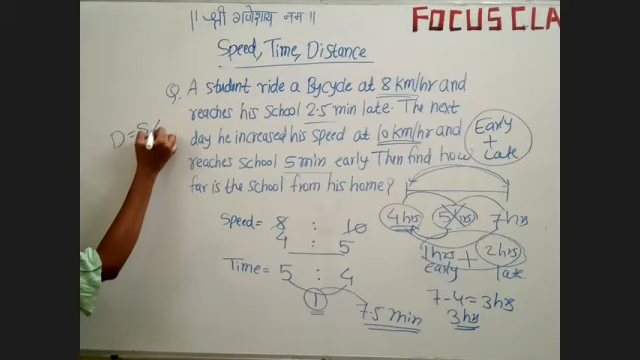 ।। श्री गणेशाय नमः ।।
FOCUS CLA
Speed, Time, Distance
Q. A student ride a Bycycle at 8 km/hr and
reaches his School 2.5 min late. The next
day he increased his speed at 10 km/hr and
reaches school 5 min early Then find how
far is the school from his home?
D = S
Early
+
Late
4 hrs 5 hrs 7 hrs
1 hrs + 2 hrs
early late
7 - 4 = 3 hrs
3 hrs
Speed = 8 : 10
4 : 5
Time = 5 : 4
1
7.5 min